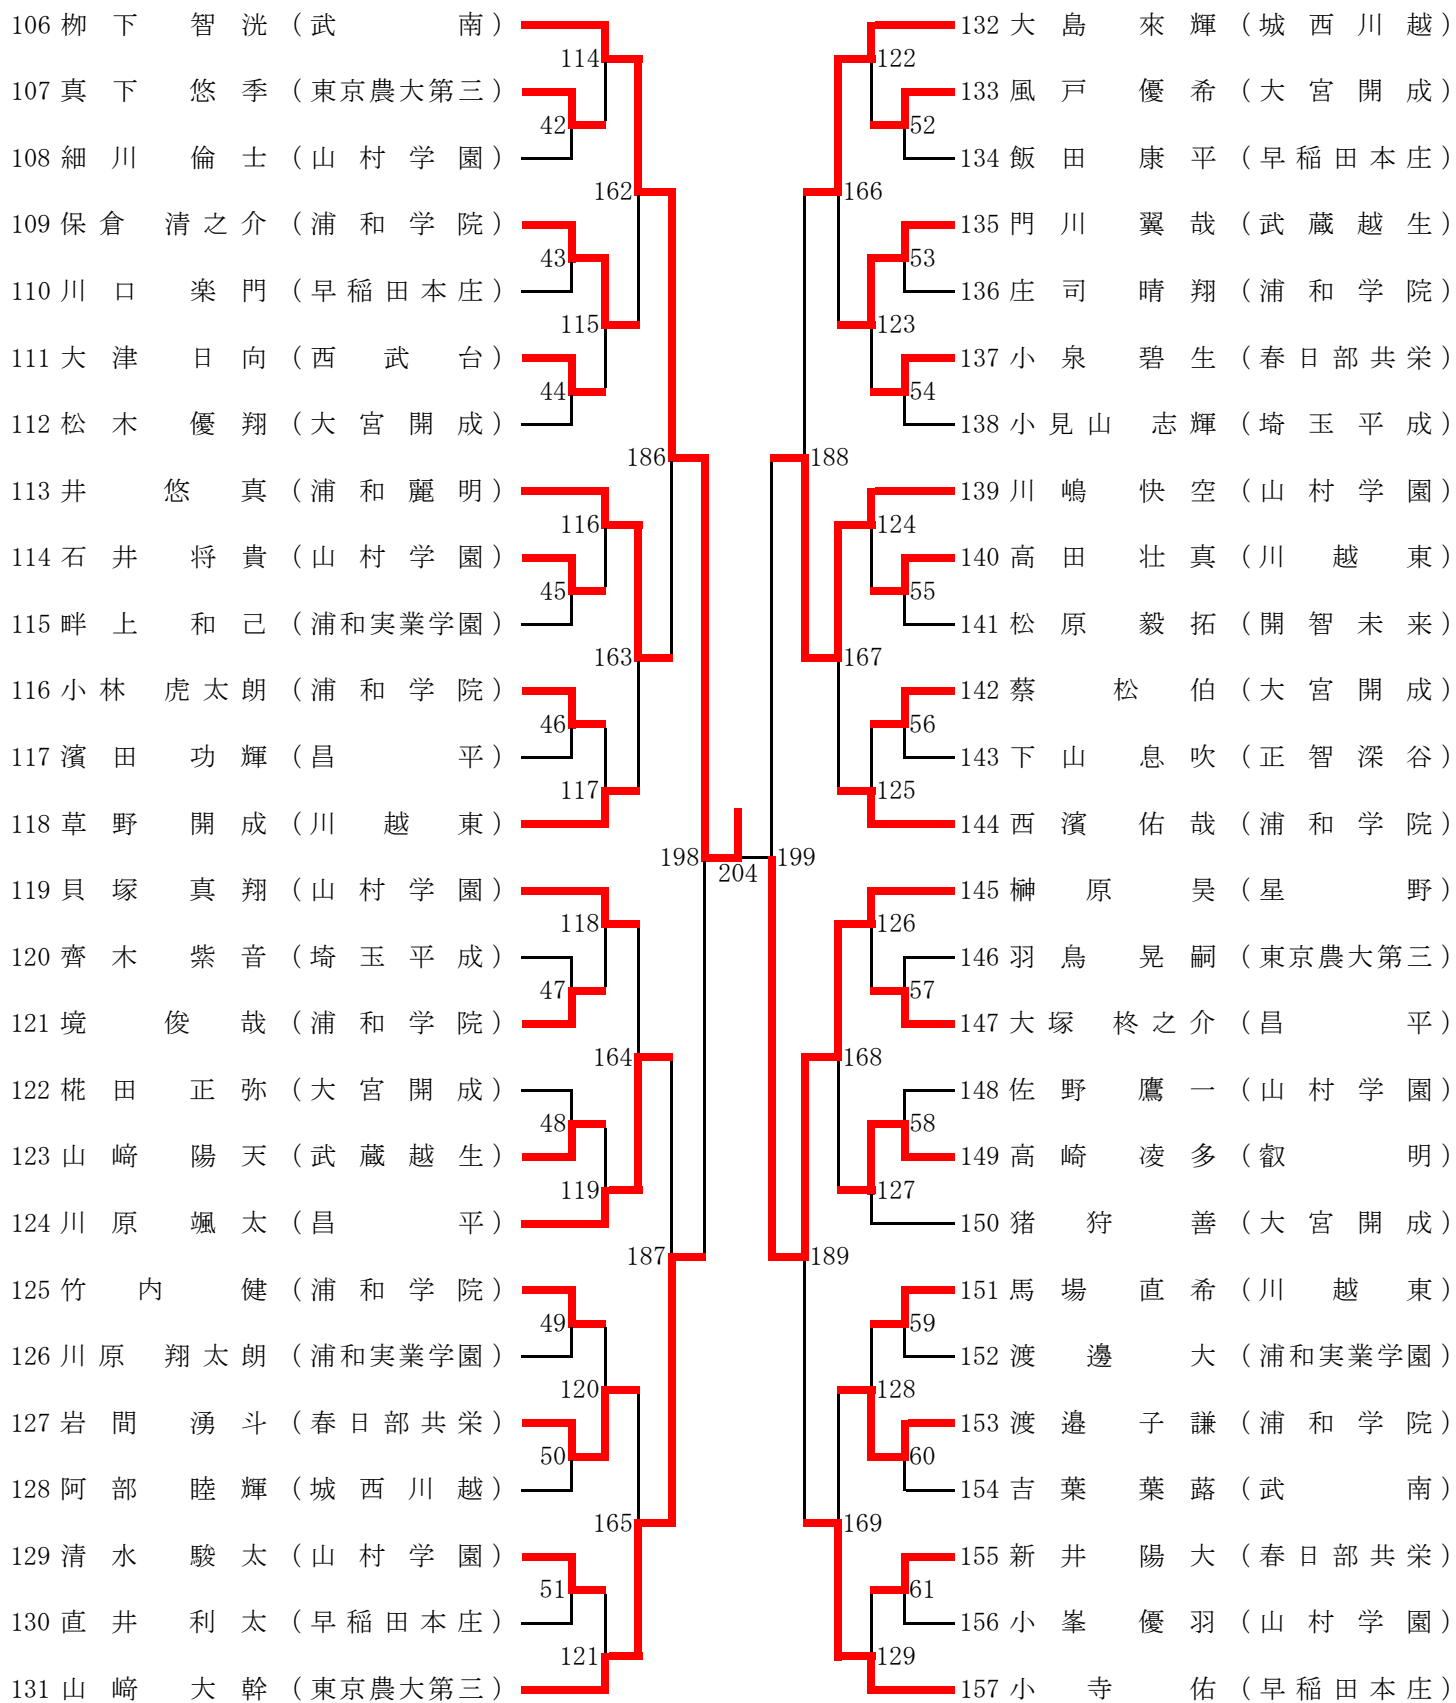 106 栁下 智洸 (武南)
114
107 真下 悠季 (東京農大第三)
42
108 細川 倫士 (山村学園)
162
109 保倉 清之介 (浦和学院)
43
110 川口 楽門 (早稲田本庄)
115
111 大津 日向 (西武台)
44
112 松木 優翔 (大宮開成)
186
113 井 悠真 (浦和麗明)
116
114 石井 将貴 (山村学園)
45
115 畔上 和己 (浦和実業学園)
163
116 小林 虎太朗 (浦和学院)
46
117 濱田 功輝 (昌平)
117
118 草野 開成 (川越東)
198
119 貝塚 真翔 (山村学園)
118
120 齊木 紫音 (埼玉平成)
47
121 境 俊哉 (浦和学院)
164
122 椛田 正弥 (大宮開成)
48
123 山﨑 陽天 (武蔵越生)
119
124 川原 颯太 (昌平)
187
125 竹内 健 (浦和学院)
49
126 川原 翔太朗 (浦和実業学園)
120
127 岩間 湧斗 (春日部共栄)
50
128 阿部 睦輝 (城西川越)
165
129 清水 駿太 (山村学園)
51
130 直井 利太 (早稲田本庄)
121
131 山﨑 大幹 (東京農大第三)
204
132 大島 來輝 (城西川越)
122
133 風戸 優希 (大宮開成)
52
134 飯田 康平 (早稲田本庄)
166
135 門川 翼哉 (武蔵越生)
53
136 庄司 晴翔 (浦和学院)
123
137 小泉 碧生 (春日部共栄)
54
138 小見山 志輝 (埼玉平成)
188
139 川嶋 快空 (山村学園)
124
140 高田 壮真 (川越東)
55
141 松原 毅拓 (開智未来)
167
142 蔡 松伯 (大宮開成)
56
143 下山 息吹 (正智深谷)
125
144 西濱 佑哉 (浦和学院)
199
145 榊原 昊 (星野)
126
146 羽鳥 晃嗣 (東京農大第三)
57
147 大塚 柊之介 (昌平)
168
148 佐野 鷹一 (山村学園)
58
149 高崎 凌多 (叡明)
127
150 猪狩 善 (大宮開成)
189
151 馬場 直希 (川越東)
59
152 渡邊 大 (浦和実業学園)
128
153 渡邉 子謙 (浦和学院)
60
154 吉葉 葉蕗 (武南)
169
155 新井 陽大 (春日部共栄)
61
156 小峯 優羽 (山村学園)
129
157 小寺 佑 (早稲田本庄)